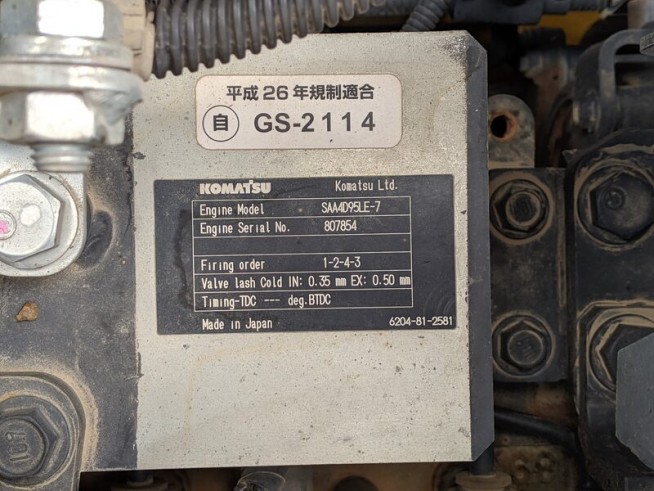 平成26年規制適合
自 GS-2114
KOMATSU Komatsu Ltd.
Engine Model SAA4D95LE-7
Engine Serial No. 807854
Firing order 1-2-4-3
Valve lash Cold IN: 0.35 mm EX: 0.50 mm
Timing-TDC --- deg.BTDC
Made in Japan 6204-81-2581